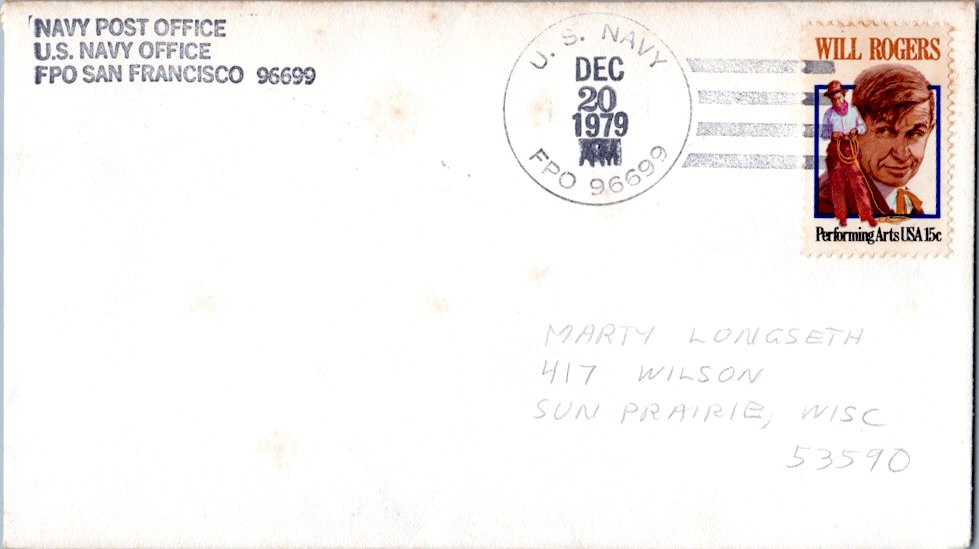 NAVY POST OFFICE
U.S. NAVY OFFICE
FPO SAN FRANCISCO 96699
U. S. NAVY
DEC
20
1979
AM
FPO 96699
WILL ROGERS
Performing Arts USA 15c
MARTY LONGSETH
417 WILSON
SUN PRAIRIE, WISC
53590